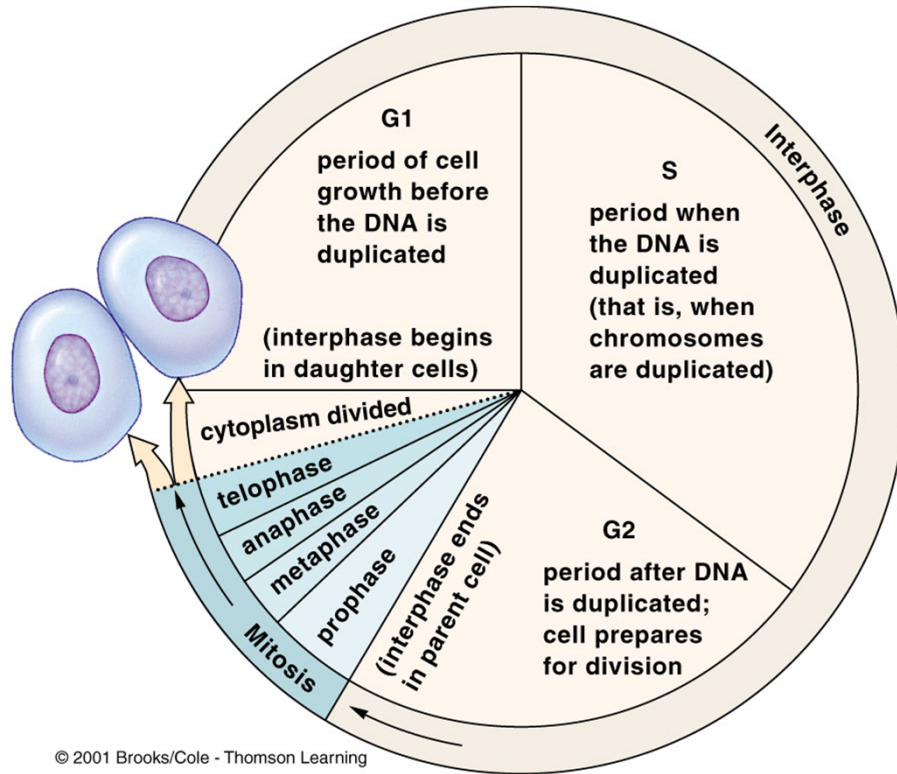 G1
period of cell
growth before
the DNA is
duplicated
(interphase begins
in daughter cells)
S
period when
the DNA is
duplicated
(that is, when
chromosomes
are duplicated)
Interphase
G2
period after DNA
is duplicated;
cell prepares
for division
(interphase ends
in parent cell)
prophase
metaphase
anaphase
telophase
cytoplasm divided
Mitosis
© 2001 Brooks/Cole - Thomson Learning